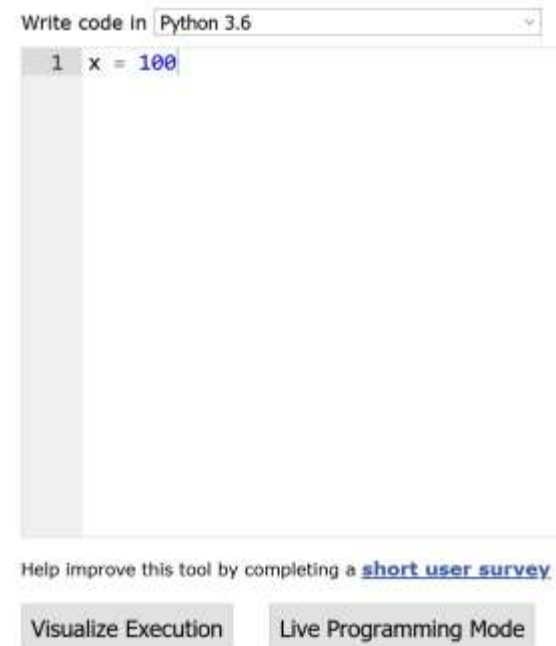 Write code in Python 3.6
1 x = 100
Help improve this tool by completing a short user survey
Visualize Execution Live Programming Mode